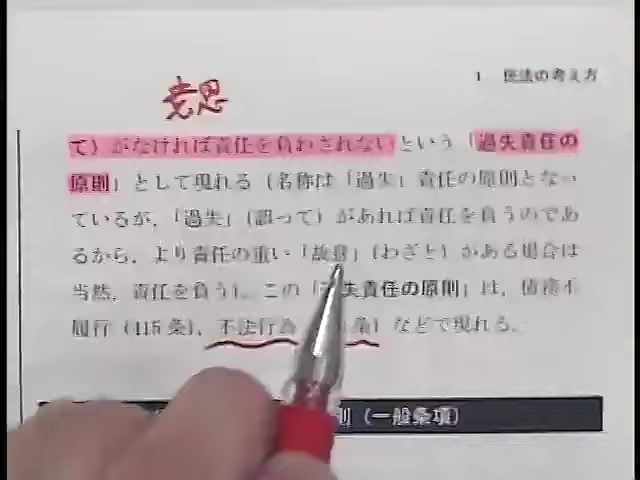 1 民法の考え方
意思
て）がなければ責任を負わされない という「過失責任の
原則」として現れる（名称は「過失」責任の原則となっ
ているが、「過失」（誤って）があれば責任を負うのであ
るから、より責任の重い「故意」（わざと）がある場合は
当然、責任を負う）。この「 失責任の原則」は、債務不
履行（415条）、不法行為 条）などで現れる。
則（一般条項）